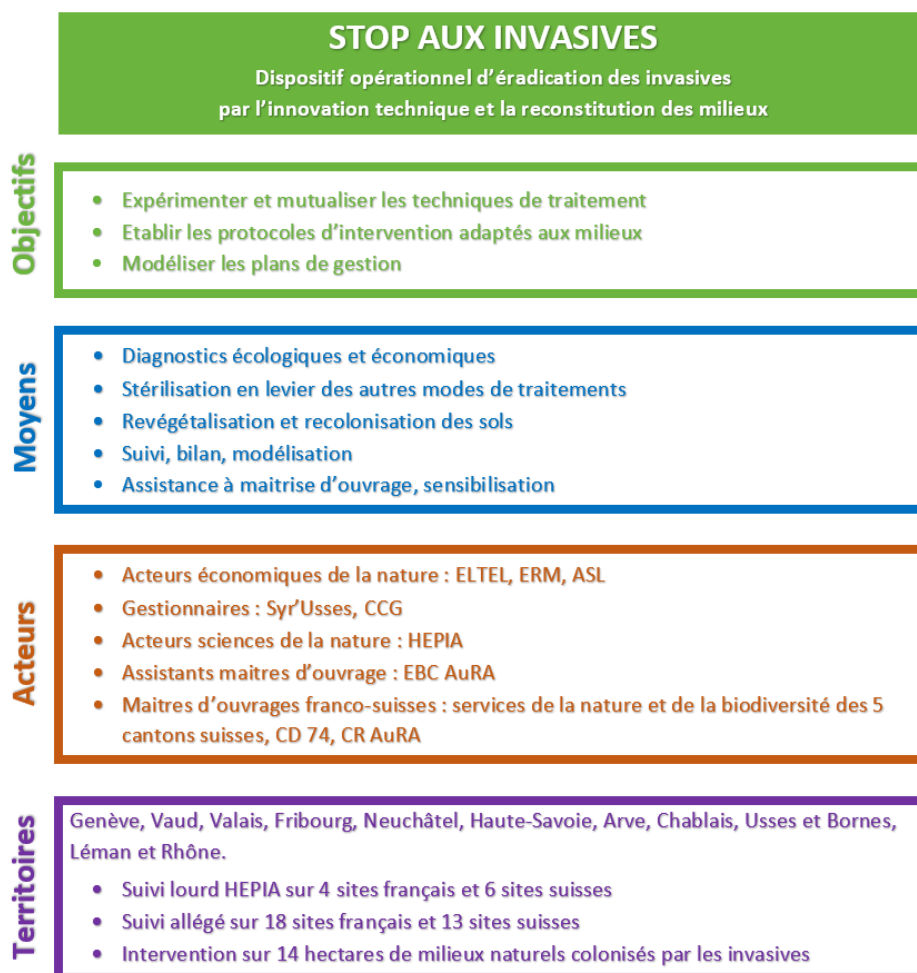 STOP AUX INVASIVES
Dispositif opérationnel d'éradication des invasives
par l'innovation technique et la reconstitution des milieux
Objectifs
• Expérimenter et mutualiser les techniques de traitement
• Etablir les protocoles d'intervention adaptés aux milieux
• Modéliser les plans de gestion
Moyens
• Diagnostics écologiques et économiques
• Stérilisation en levier des autres modes de traitements
• Revégétalisation et recolonisation des sols
• Suivi, bilan, modélisation
• Assistance à maitrise d'ouvrage, sensibilisation
Acteurs
• Acteurs économiques de la nature : ELTEL, ERM, ASL
• Gestionnaires : Syr'Usses, CCG
• Acteurs sciences de la nature : HEPIA
• Assistants maitres d'ouvrage : EBC AuRA
• Maitres d'ouvrages franco-suisses : services de la nature et de la biodiversité des 5
cantons suisses, CD 74, CR AuRA
Territoires
Genève, Vaud, Valais, Fribourg, Neuchâtel, Haute-Savoie, Arve, Chablais, Usses et Bornes,
Léman et Rhône.
• Suivi lourd HEPIA sur 4 sites français et 6 sites suisses
• Suivi allégé sur 18 sites français et 13 sites suisses
• Intervention sur 14 hectares de milieux naturels colonisés par les invasives